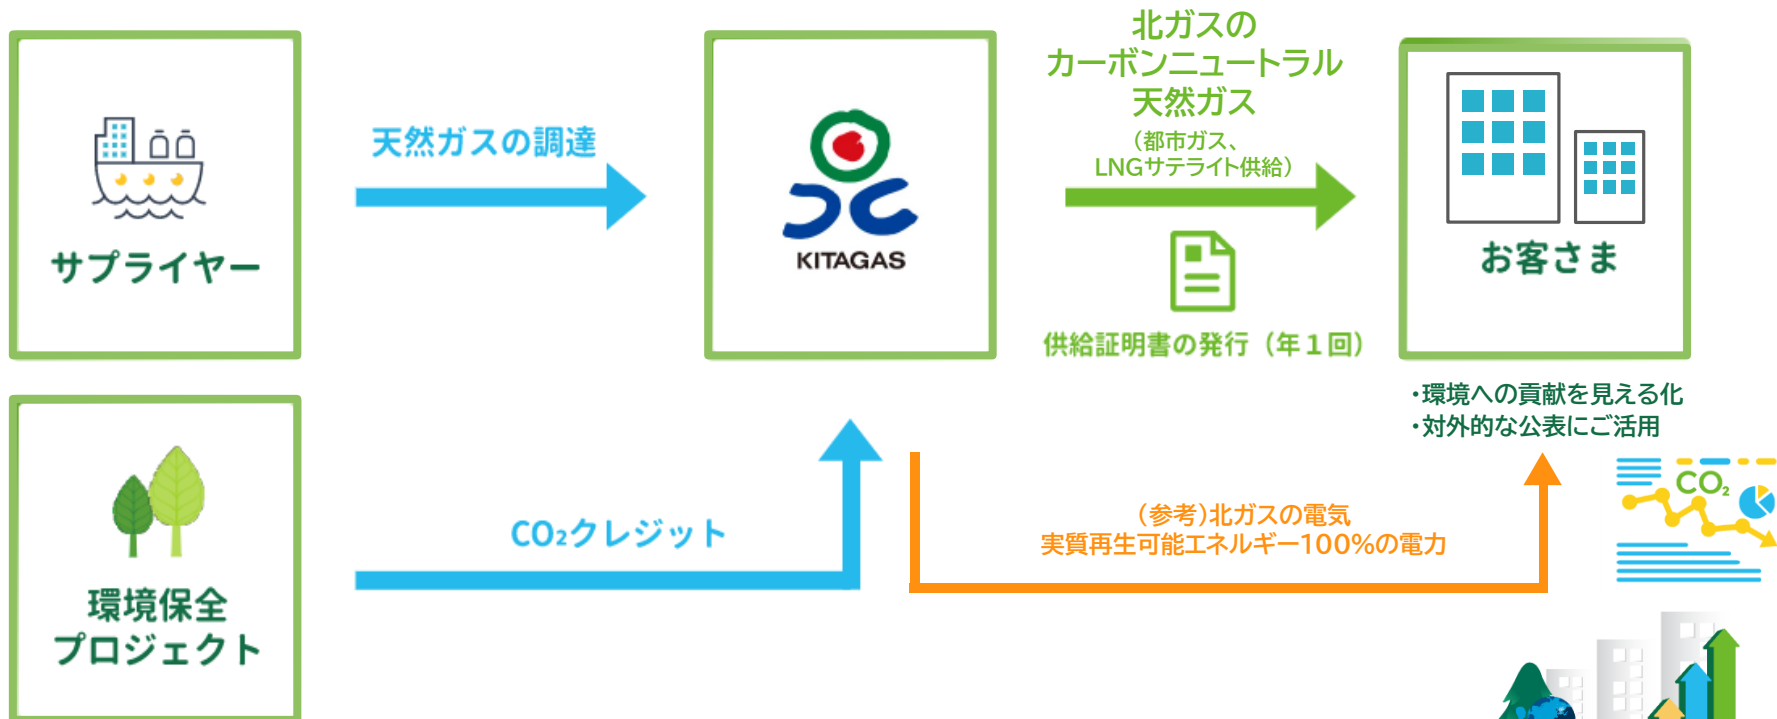 サプライヤー
天然ガスの調達
KITAGAS
北ガスの
カーボンニュートラル
天然ガス
（都市ガス、
LNGサテライト供給）
供給証明書の発行（年１回）
お客さま
・環境への貢献を見える化
・対外的な公表にご活用
環境保全
プロジェクト
CO₂クレジット
（参考）北ガスの電気
実質再生可能エネルギー100%の電力
CO₂